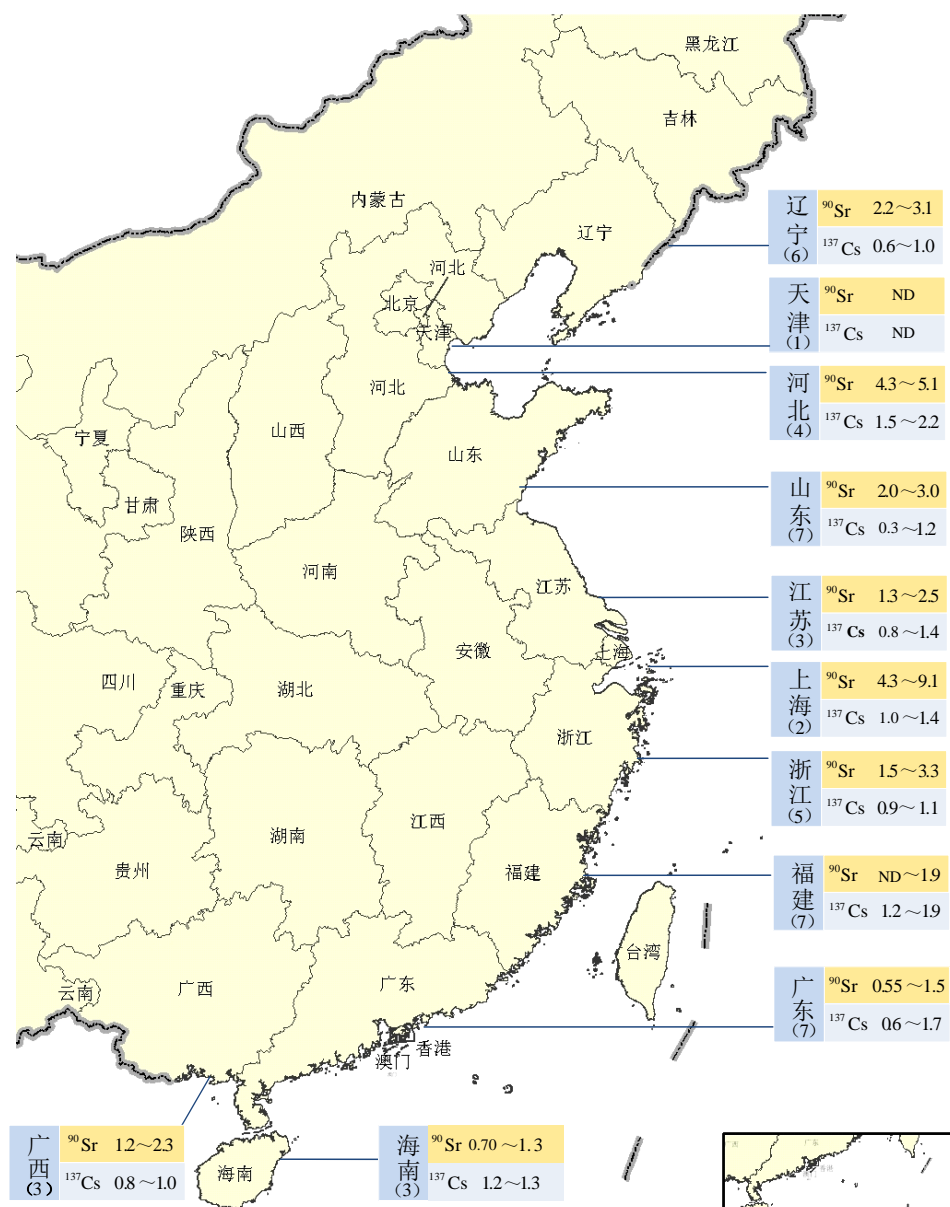 黑龙江
吉林
内蒙古
辽宁
河北
北京
天津
河北
山西
宁夏
山东
甘肃
陕西
河南
江苏
安徽
上海
四川
重庆
湖北
浙江
云南
湖南
江西
贵州
福建
台湾
云南
广西
广东
香港
澳门
海南
辽宁(6)
⁹⁰Sr 2.2~3.1
¹³⁷Cs 0.6~1.0
天津(1)
⁹⁰Sr ND
¹³⁷Cs ND
河北(4)
⁹⁰Sr 4.3~5.1
¹³⁷Cs 1.5~2.2
山东(7)
⁹⁰Sr 2.0~3.0
¹³⁷Cs 0.3~1.2
江苏(3)
⁹⁰Sr 1.3~2.5
¹³⁷Cs 0.8~1.4
上海(2)
⁹⁰Sr 4.3~9.1
¹³⁷Cs 1.0~1.4
浙江(5)
⁹⁰Sr 1.5~3.3
¹³⁷Cs 0.9~1.1
福建(7)
⁹⁰Sr ND~1.9
¹³⁷Cs 1.2~1.9
广东(7)
⁹⁰Sr 0.55~1.5
¹³⁷Cs 0.6~1.7
广西(3)
⁹⁰Sr 1.2~2.3
¹³⁷Cs 0.8~1.0
海南(3)
⁹⁰Sr 0.70~1.3
¹³⁷Cs 1.2~1.3
广东
香港